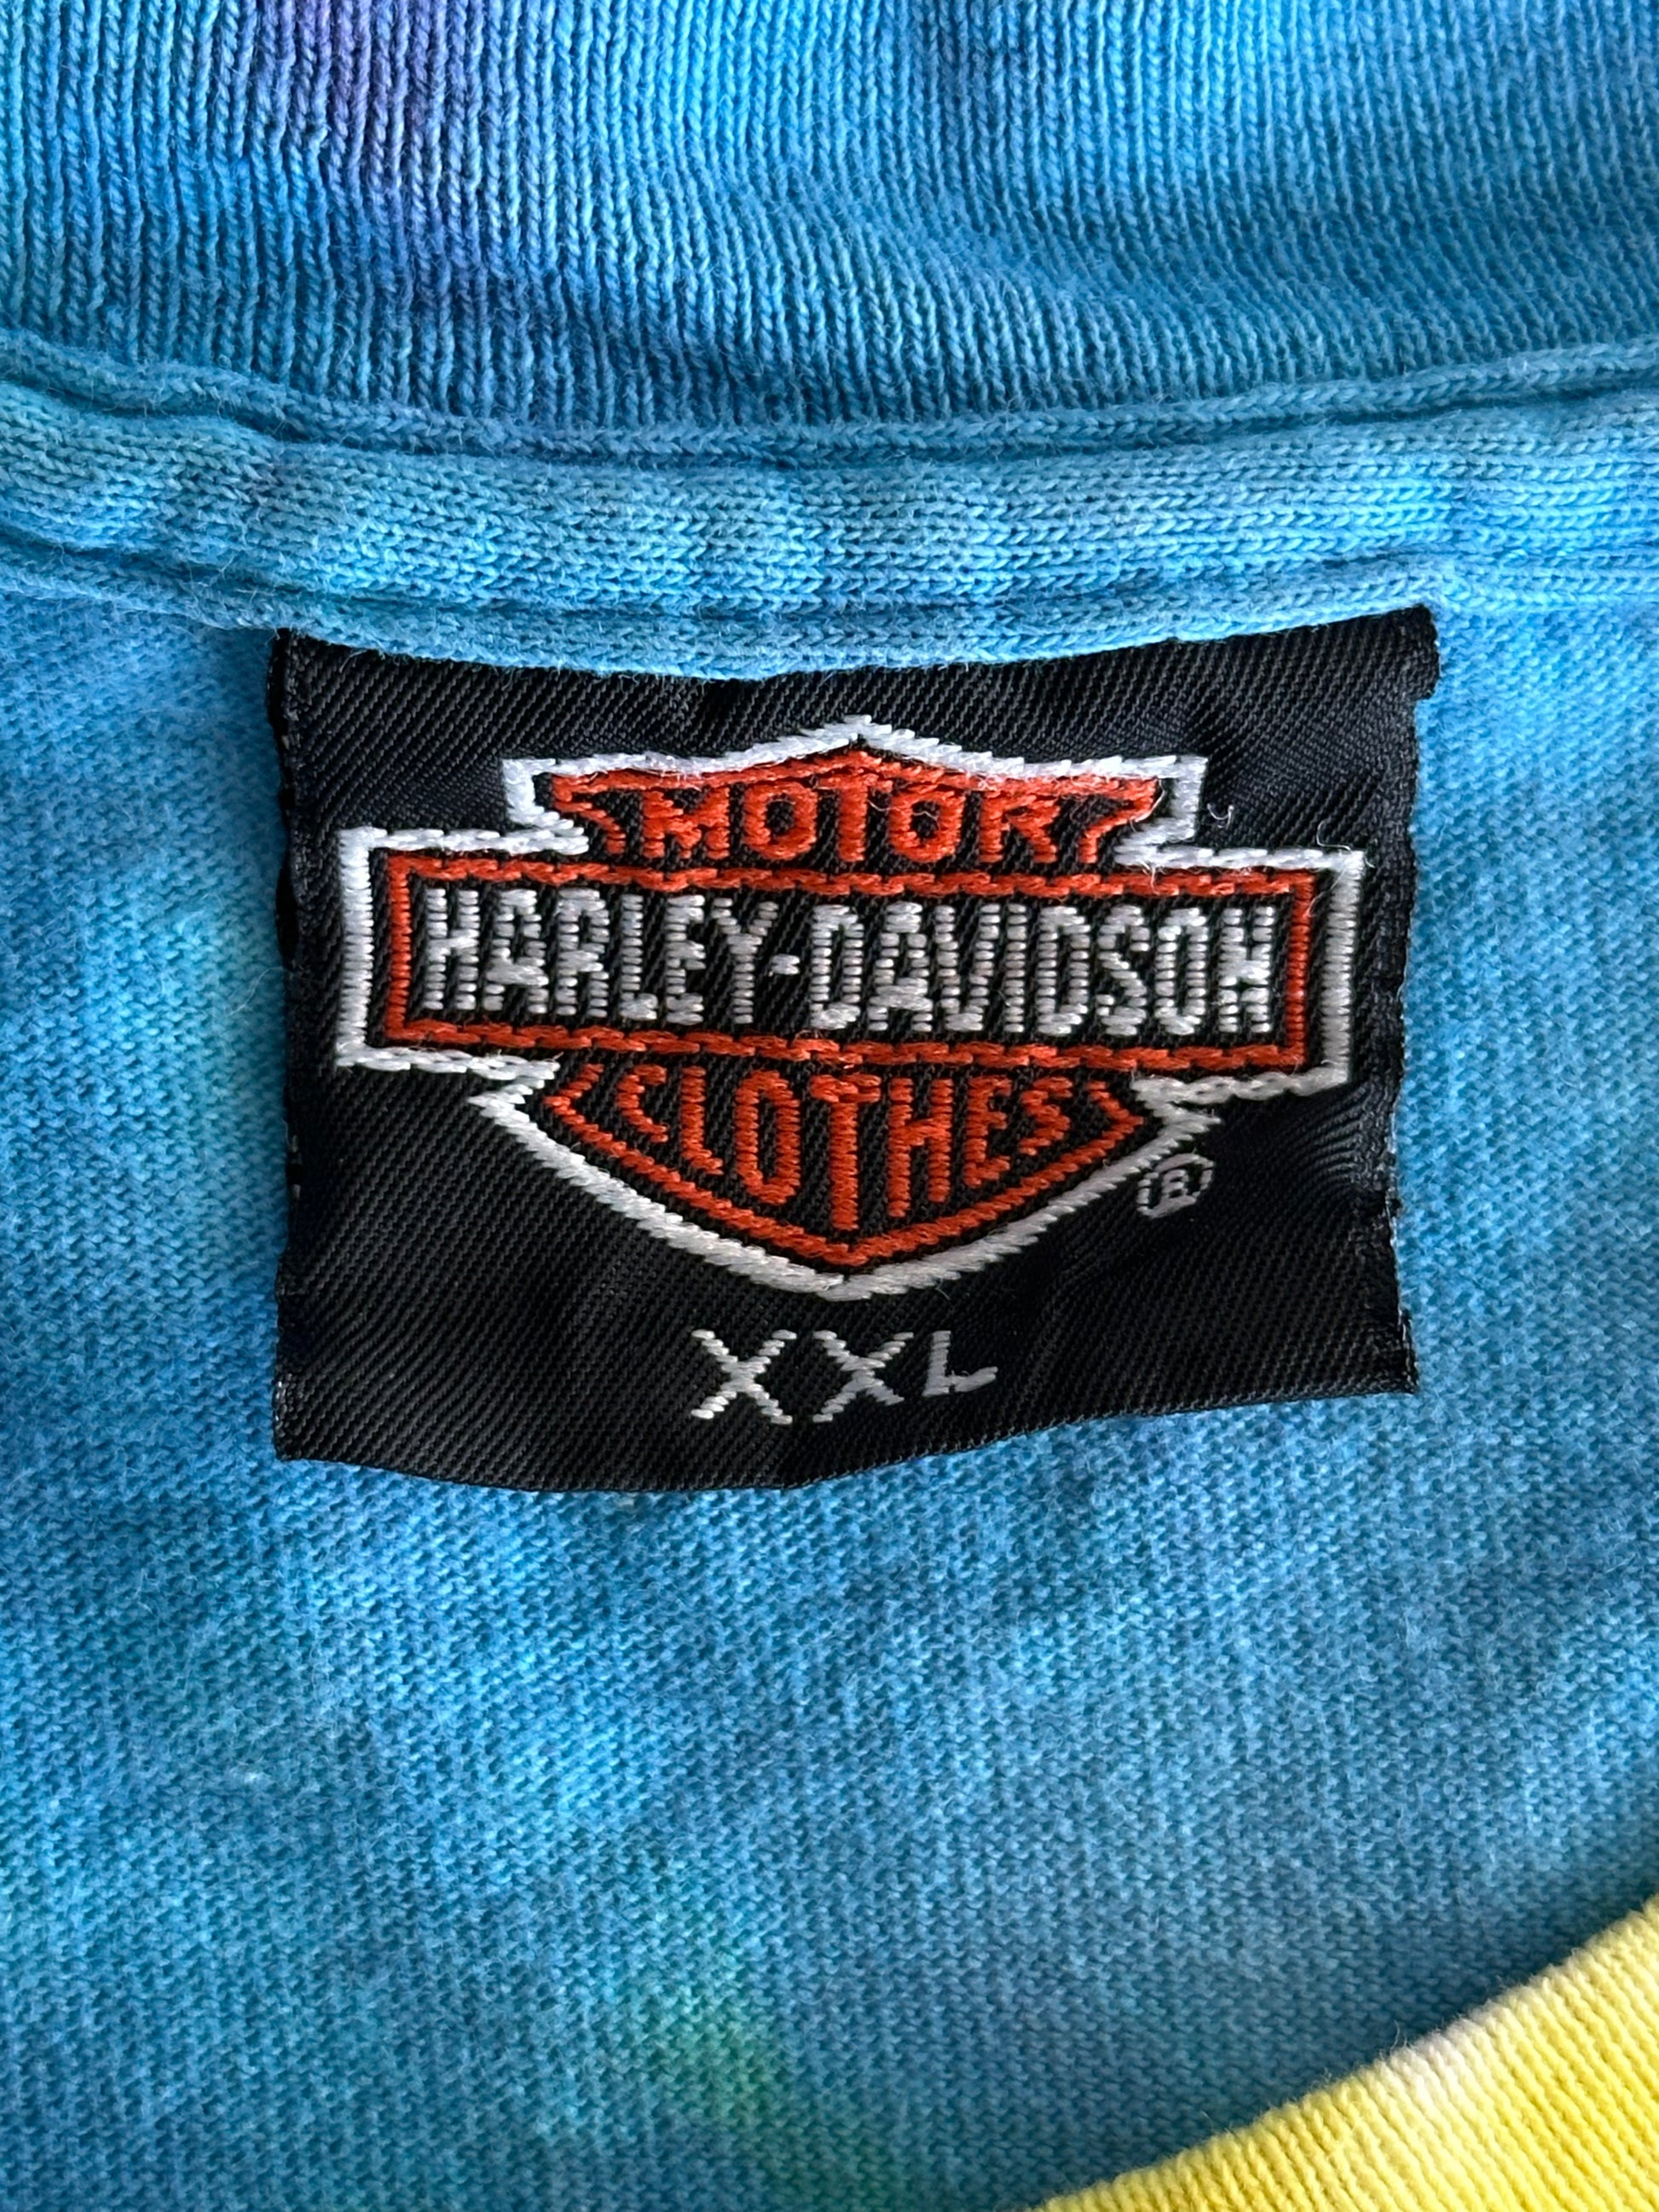 MOTOR
HARLEY-DAVIDSON
CLOTHES
®
XXL